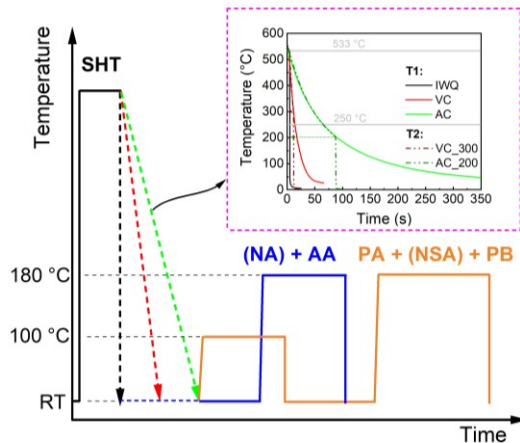 Temperature
SHT
Temperature (°C)
600
500
400
300
200
100
0
533 °C
250 °C
T1:
IWQ
VC
AC
T2:
VC_300
AC_200
0 50 100 150 200 250 300 350
Time (s)
(NA) + AA
PA + (NSA) + PB
180 °C
100 °C
RT
Time